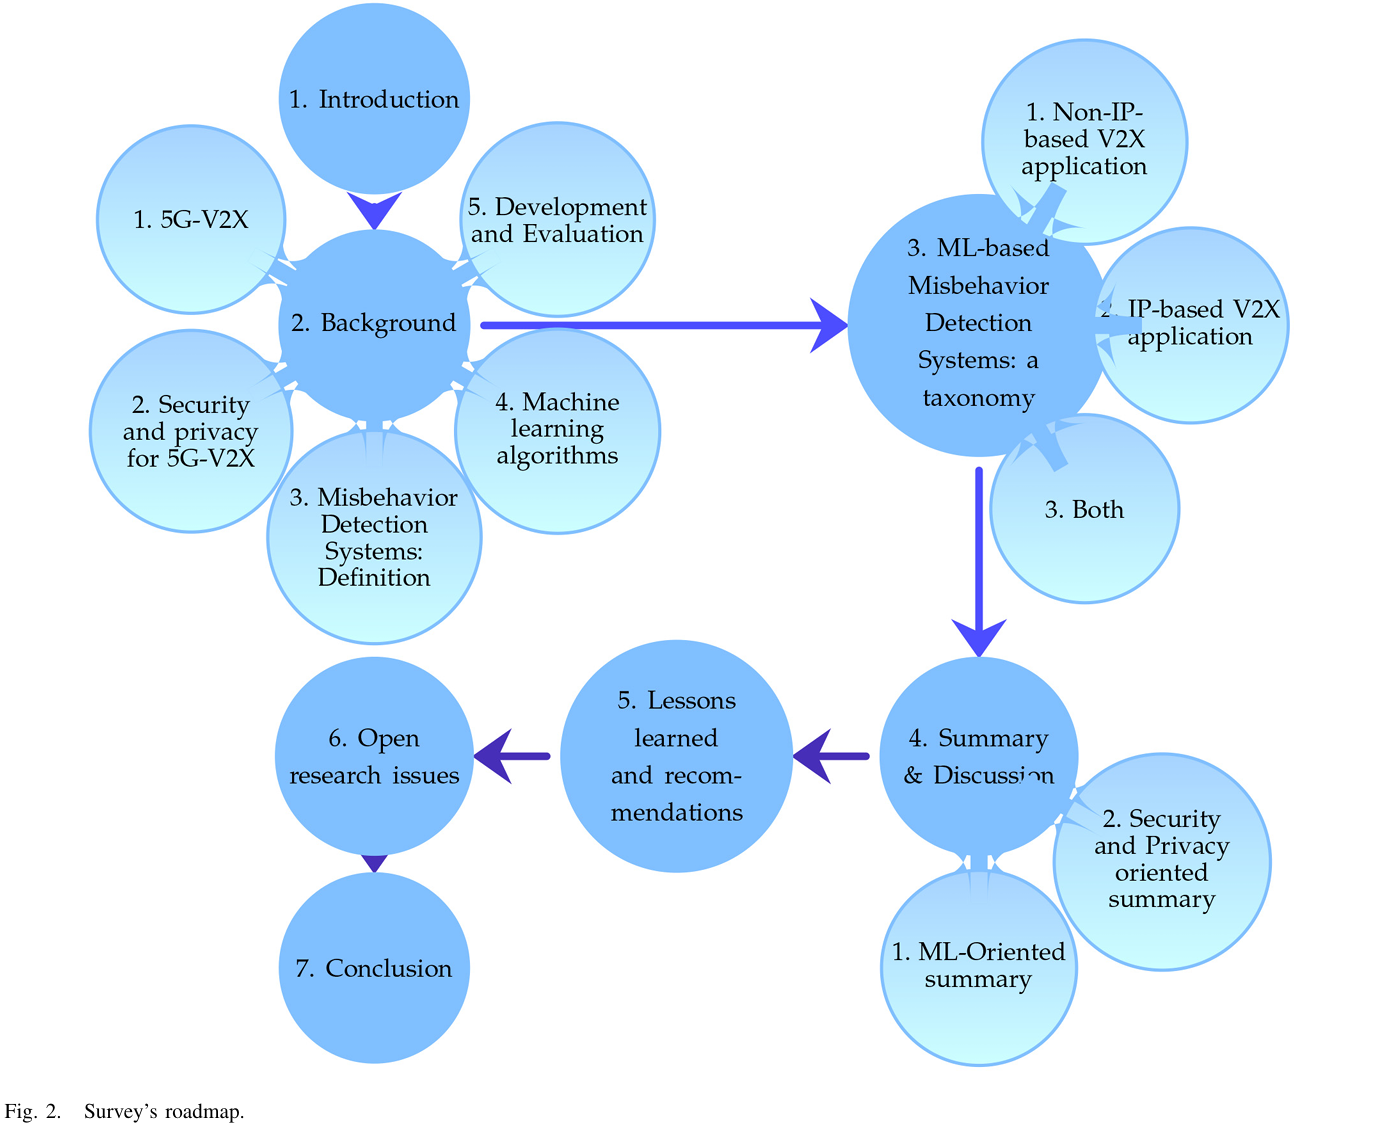 1. Introduction
1. 5G-V2X
5. Development
and Evaluation
2. Background
2. Security
and privacy
for 5G-V2X
4. Machine
learning
algorithms
3. Misbehavior
Detection
Systems:
Definition
1. Non-IP-
based V2X
application
3. ML-based
Misbehavior
Detection
Systems: a
taxonomy
2. IP-based V2X
application
3. Both
4. Summary
& Discussion
2. Security
and Privacy
oriented
summary
1. ML-Oriented
summary
5. Lessons
learned
and recom-
mendations
6. Open
research issues
7. Conclusion
Fig. 2. Survey's roadmap.